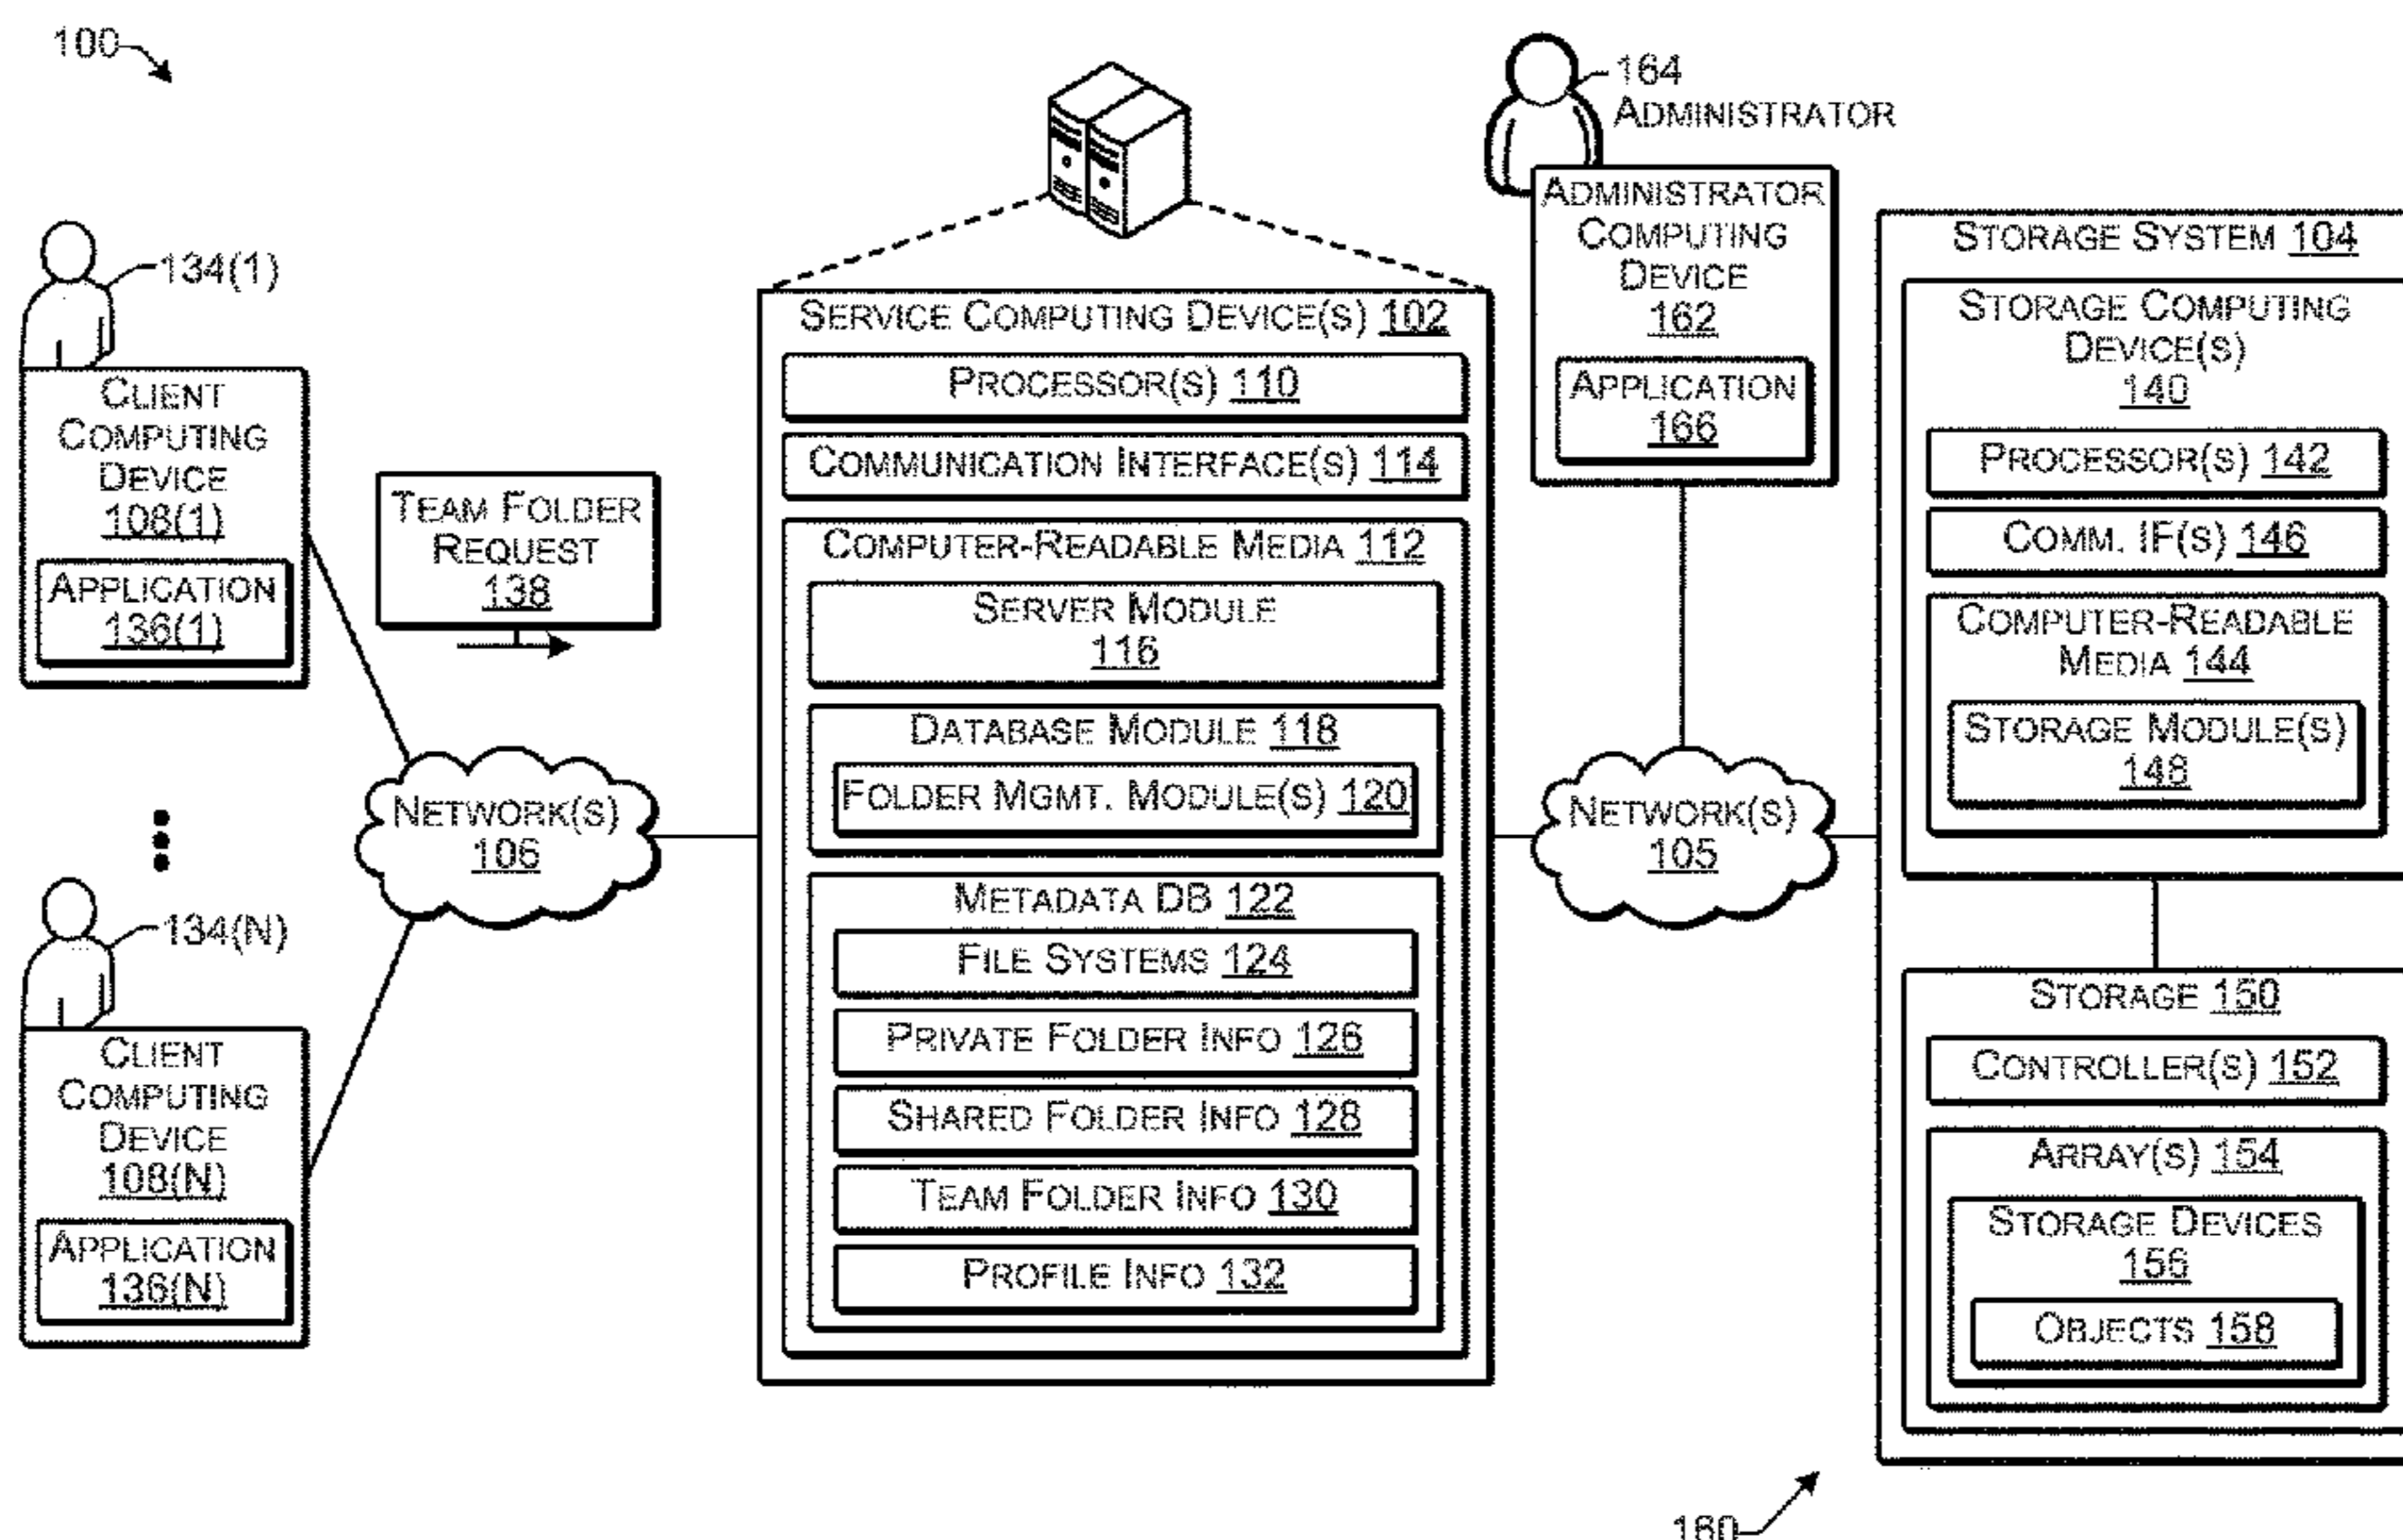 100
164
ADMINISTRATOR
134(1)
CLIENT
COMPUTING
DEVICE
108(1)
APPLICATION
136(1)
TEAM FOLDER
REQUEST
138
134(N)
CLIENT
COMPUTING
DEVICE
108(N)
APPLICATION
136(N)
NETWORK(S)
106
SERVICE COMPUTING DEVICE(S) 102
PROCESSOR(S) 110
COMMUNICATION INTERFACE(S) 114
COMPUTER-READABLE MEDIA 112
SERVER MODULE
116
DATABASE MODULE 118
FOLDER MGMT. MODULE(S) 120
METADATA DB 122
FILE SYSTEMS 124
PRIVATE FOLDER INFO 126
SHARED FOLDER INFO 128
TEAM FOLDER INFO 130
PROFILE INFO 132
ADMINISTRATOR
COMPUTING
DEVICE
162
APPLICATION
166
NETWORK(S)
105
STORAGE SYSTEM 104
STORAGE COMPUTING
DEVICE(S)
140
PROCESSOR(S) 142
COMM. IF(S) 146
COMPUTER-READABLE
MEDIA 144
STORAGE MODULE(S)
148
STORAGE 150
CONTROLLER(S) 152
ARRAY(S) 154
STORAGE DEVICES
156
OBJECTS 158
160